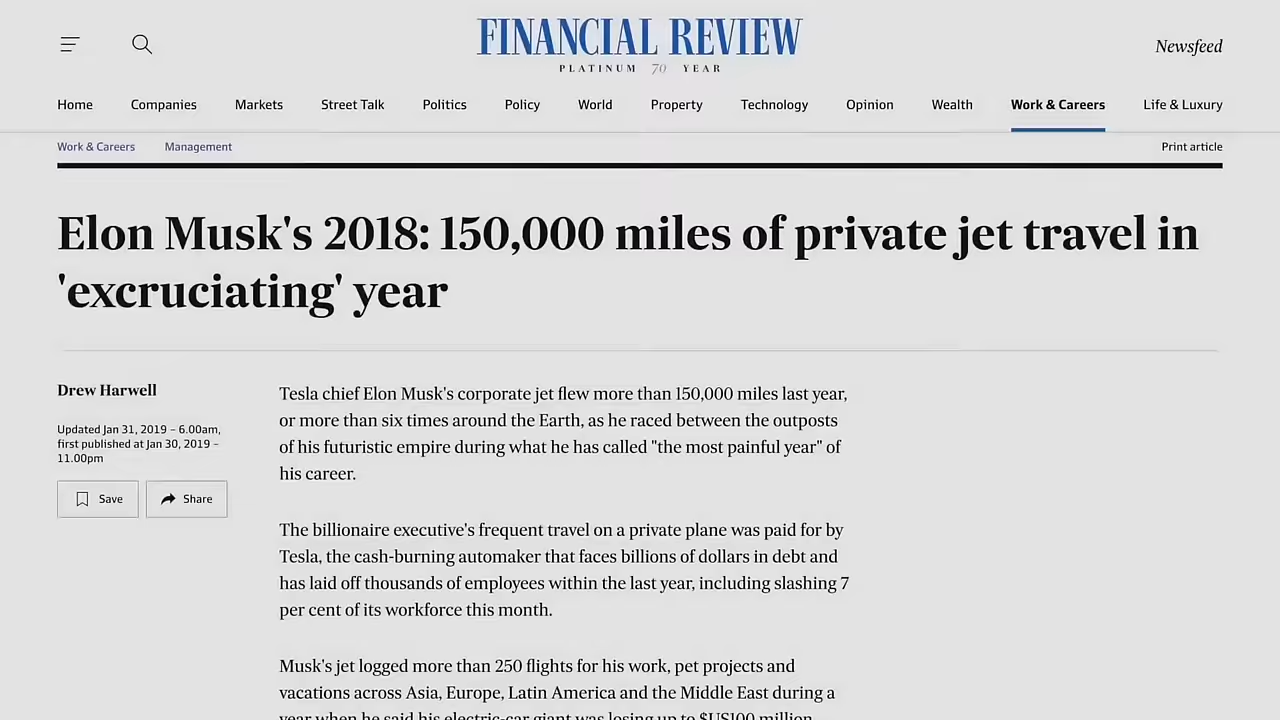 FINANCIAL REVIEW
PLATINUM 70 YEAR
Newsfeed
Home Companies Markets Street Talk Politics Policy World Property Technology Opinion Wealth Work & Careers Life & Luxury
Work & Careers Management Print article
Elon Musk's 2018: 150,000 miles of private jet travel in
'excruciating' year
Drew Harwell
Updated Jan 31, 2019 – 6.00am,
first published at Jan 30, 2019 –
11.00pm
Save Share
Tesla chief Elon Musk's corporate jet flew more than 150,000 miles last year,
or more than six times around the Earth, as he raced between the outposts
of his futuristic empire during what he has called "the most painful year" of
his career.
The billionaire executive's frequent travel on a private plane was paid for by
Tesla, the cash-burning automaker that faces billions of dollars in debt and
has laid off thousands of employees within the last year, including slashing 7
per cent of its workforce this month.
Musk's jet logged more than 250 flights for his work, pet projects and
vacations across Asia, Europe, Latin America and the Middle East during a
year when he said his electric-car giant was losing up to $US100 million